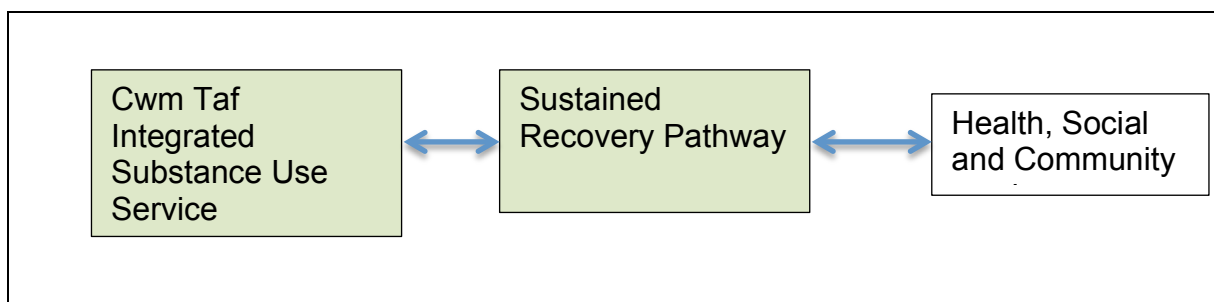 Cwm Taf
Integrated
Substance Use
Service
Sustained
Recovery Pathway
Health, Social
and Community